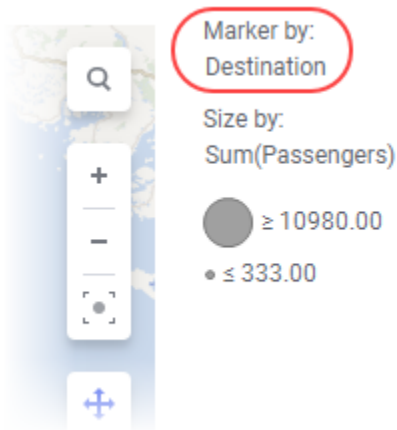 Marker by:
Destination
Size by:
Sum(Passengers)
≥ 10980.00
≤ 333.00